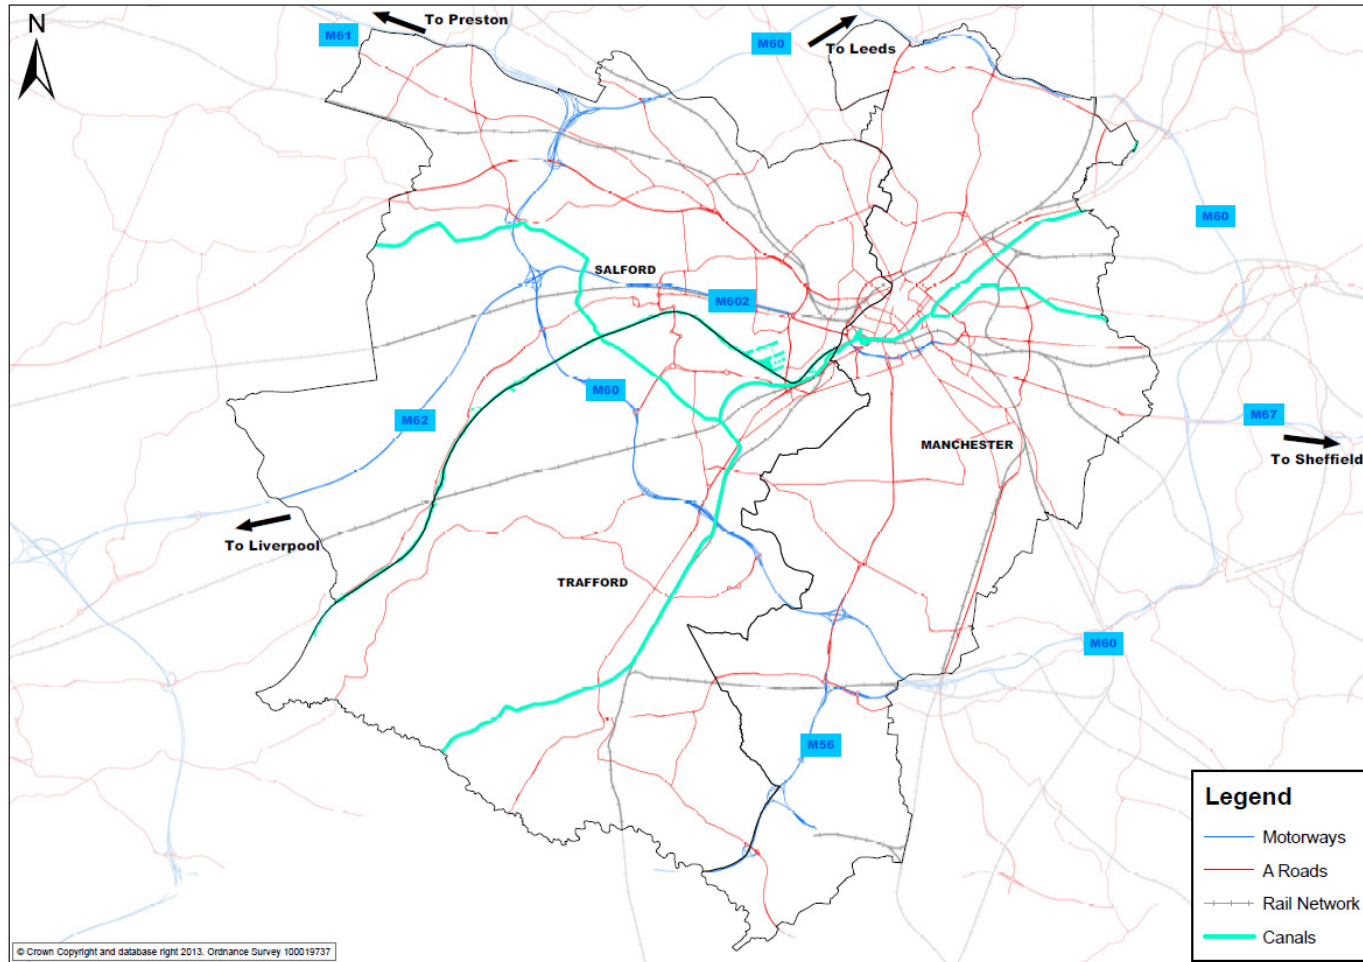 N
To Preston
M61
M60
To Leeds
M60
SALFORD
M602
M60
M62
M67
MANCHESTER
To Sheffield
To Liverpool
TRAFFORD
M60
M56
Legend
Motorways
A Roads
Rail Network
Canals
© Crown Copyright and database right 2013. Ordnance Survey 100019737